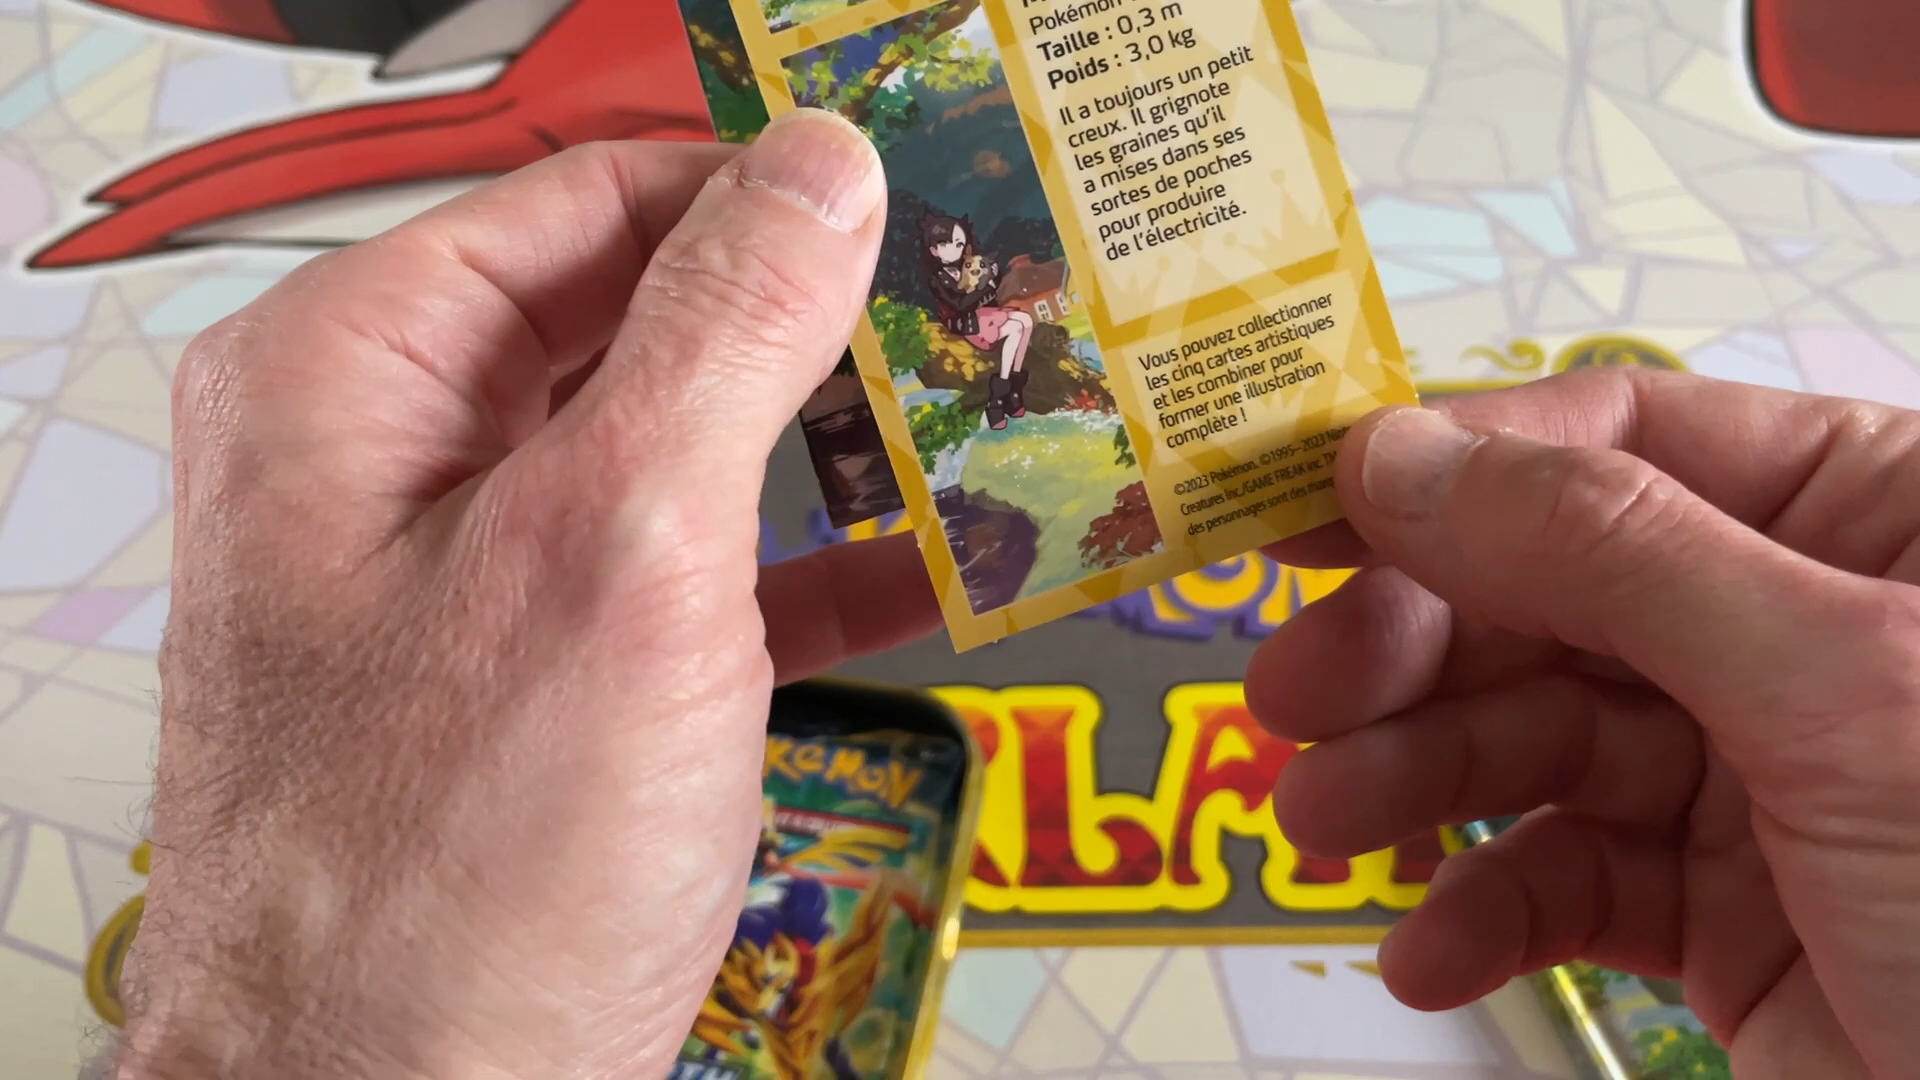 Pokémon
Taille : 0,3 m
Poids : 3,0 kg
Il a toujours un petit
creux. Il grignote
les graines qu'il
a mises dans ses
sortes de poches
pour produire
de l'électricité.
Vous pouvez collectionner
les cinq cartes artistiques
et les combiner pour
former une illustration
complète !
©2023 Pokémon. ©1995–2023
Creatures Inc./GAME FREAK inc. TM
des personnages sont des
POKÉMON